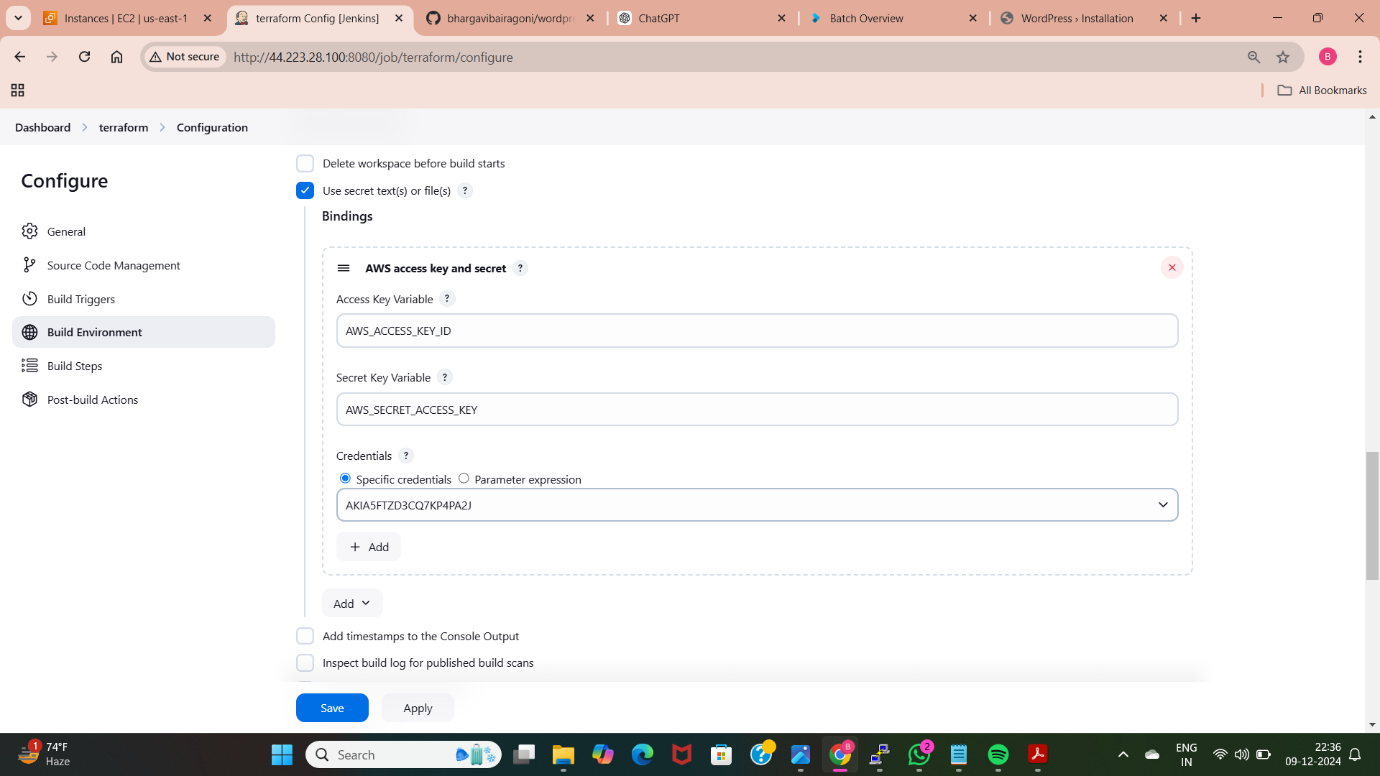 Instances | EC2 | us-east-1
terraform Config [Jenkins]
bhargavibairagoni/wordpr
ChatGPT
Batch Overview
WordPress › Installation
Not secure
http://44.223.28.100:8080/job/terraform/configure
B
All Bookmarks
Dashboard
terraform
Configuration
Configure
General
Source Code Management
Build Triggers
Build Environment
Build Steps
Post-build Actions
Delete workspace before build starts
Use secret text(s) or file(s) ?
Bindings
AWS access key and secret ?
Access Key Variable ?
AWS_ACCESS_KEY_ID
Secret Key Variable ?
AWS_SECRET_ACCESS_KEY
Credentials ?
Specific credentials Parameter expression
AKIA5FTZD3CQ7KP4PA2J
+ Add
Add
Add timestamps to the Console Output
Inspect build log for published build scans
Save
Apply
1
74°F
Haze
Search
B
2
ENG
IN
22:36
09-12-2024